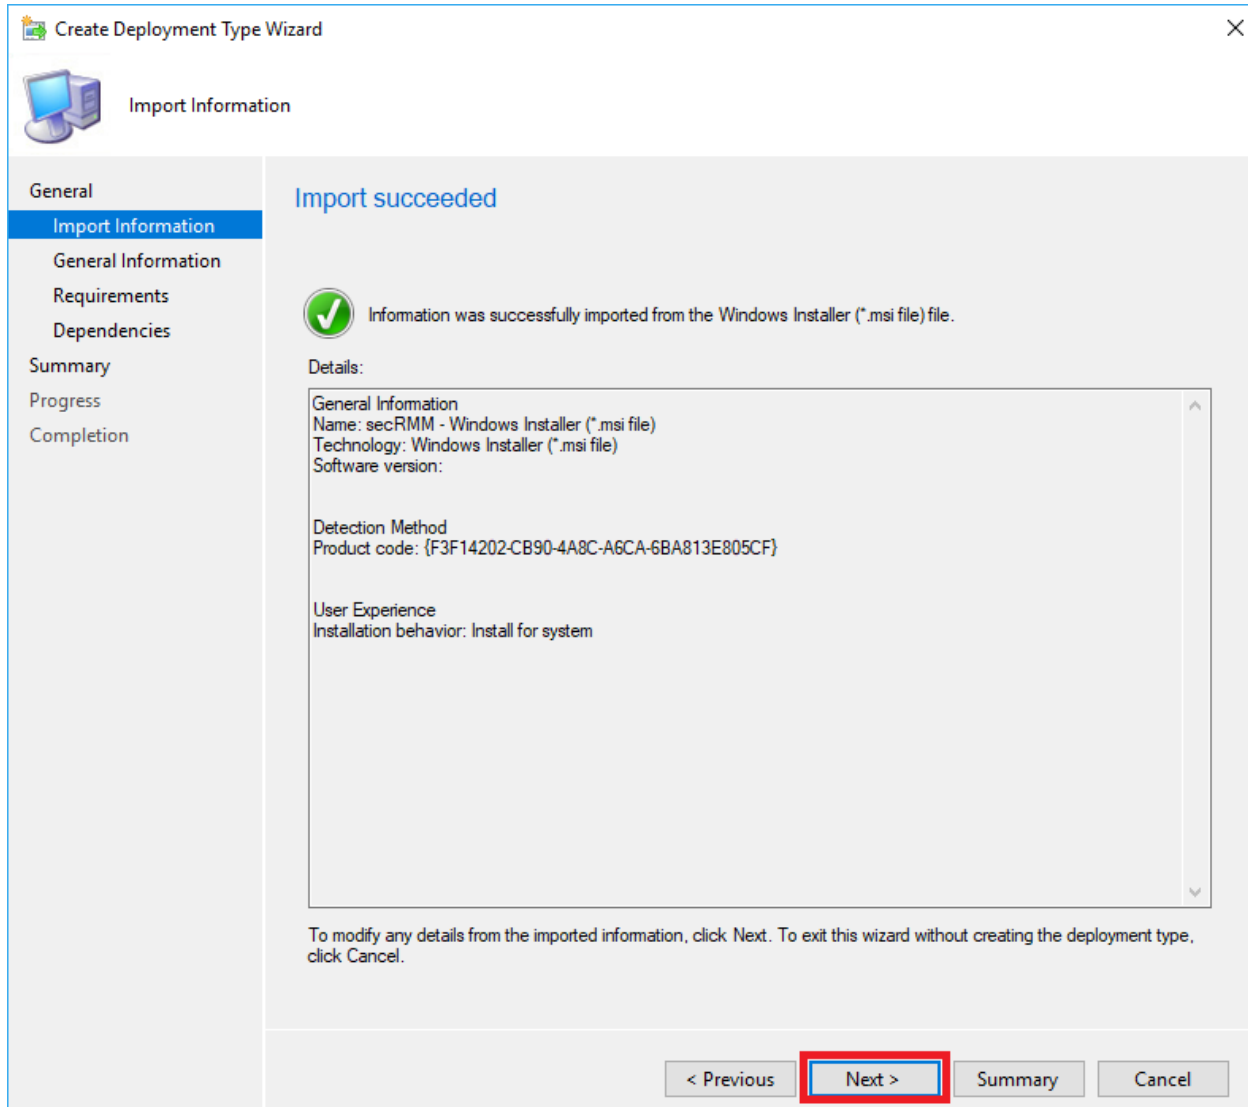 Create Deployment Type Wizard
Import Information
General
Import Information
General Information
Requirements
Dependencies
Summary
Progress
Completion
Import succeeded
Information was successfully imported from the Windows Installer (*.msi file) file.
Details:
General Information
Name: secRMM - Windows Installer (*.msi file)
Technology: Windows Installer (*.msi file)
Software version:
Detection Method
Product code: {F3F14202-CB90-4A8C-A6CA-6BA813E805CF}
User Experience
Installation behavior: Install for system
To modify any details from the imported information, click Next. To exit this wizard without creating the deployment type,
click Cancel.
< Previous
Next >
Summary
Cancel